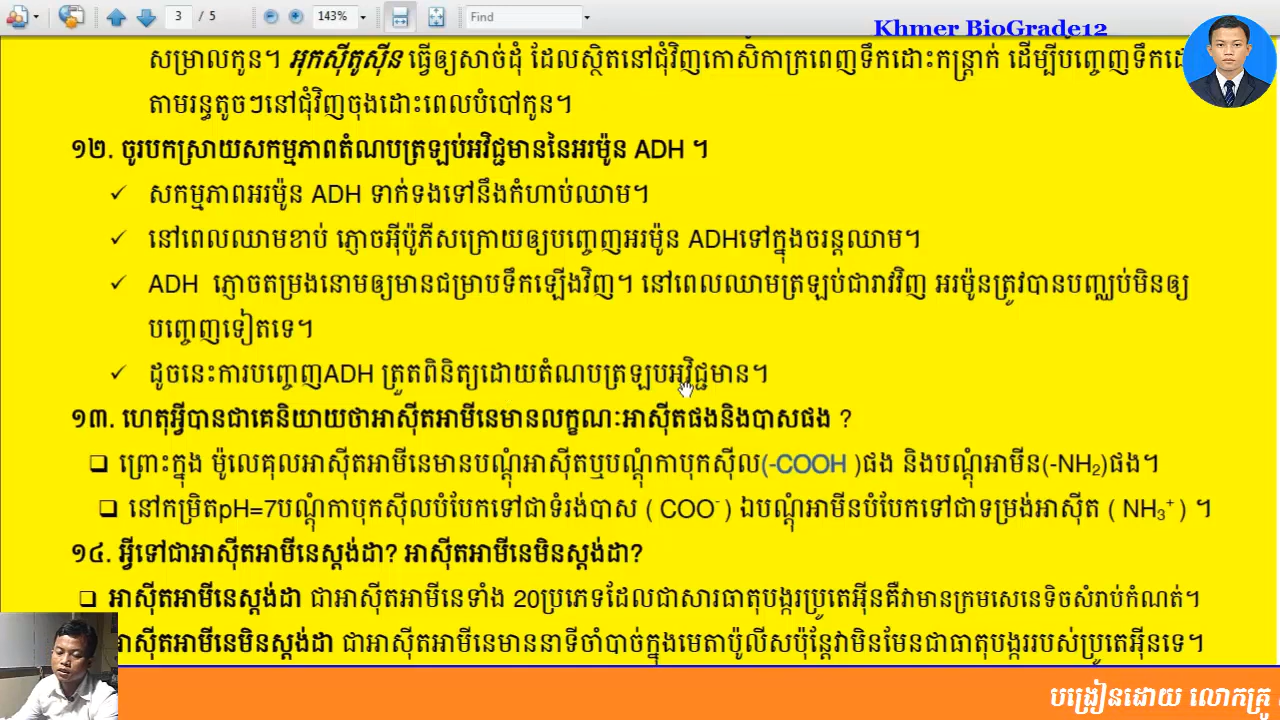 3 / 5 143% Find
Khmer BioGrade12
សម្រាលកូន។ អុកស៊ីតូស៊ីន ធ្វើឲ្យសាច់ដុំ ដែលស្ថិតនៅជុំវិញកោសិកាក្រពេញទឹកដោះកន្ត្រាក់ ដើម្បីបញ្ចេញទឹកដោះ
តាមរន្ធតូចៗនៅជុំវិញចុងដោះពេលបំបៅកូន។
១២. ចូរបកស្រាយសកម្មភាពតំណបត្រឡប់អវិជ្ជមាននៃអរម៉ូន ADH ។
✓ សកម្មភាពអរម៉ូន ADH ទាក់ទងទៅនឹងកំហាប់ឈាម។
✓ នៅពេលឈាមខាប់ ភ្ញោចអ៊ីប៉ូភីសក្រោយឲ្យបញ្ចេញអរម៉ូន ADHទៅក្នុងចរន្តឈាម។
✓ ADH ភ្ញោចតម្រងនោមឲ្យមានជម្រាបទឹកឡើងវិញ។ នៅពេលឈាមត្រឡប់ជារាវវិញ អរម៉ូនត្រូវបានបញ្ឈប់មិនឲ្យ
បញ្ចេញទៀតទេ។
✓ ដូចនេះការបញ្ចេញADH ត្រួតពិនិត្យដោយតំណបត្រឡបអវិជ្ជមាន។
១៣. ហេតុអ្វីបានជាគេនិយាយថាអាស៊ីតអាមីនេមានលក្ខណៈអាស៊ីតផងនិងបាសផង ?
❑ ព្រោះក្នុង ម៉ូលេគុលអាស៊ីតអាមីនេមានបណ្តុំអាស៊ីតឬបណ្តុំកាបុកស៊ីល(-COOH )ផង និងបណ្តុំអាមីន(-NH₂)ផង។
❑ នៅកម្រិតpH=7បណ្តុំកាបុកស៊ីលបំបែកទៅជាទំរង់បាស ( COO⁻ ) ឯបណ្តុំអាមីនបំបែកទៅជាទម្រង់អាស៊ីត ( NH₃⁺ ) ។
១៤. អ្វីទៅជាអាស៊ីតអាមីនេស្តង់ដា? អាស៊ីតអាមីនេមិនស្តង់ដា?
❑ អាស៊ីតអាមីនេស្តង់ដា ជាអាស៊ីតអាមីនេទាំង 20ប្រភេទដែលជាសារធាតុបង្ករប្រូតេអ៊ីនគឺវាមានក្រមសេនេទិចសំរាប់កំណត់។
អាស៊ីតអាមីនេមិនស្តង់ដា ជាអាស៊ីតអាមីនេមាននាទីចាំបាច់ក្នុងមេតាប៉ូលីសប៉ុន្តែវាមិនមែនជាធាតុបង្ករបស់ប្រូតេអ៊ីនទេ។
បង្រៀនដោយ លោកគ្រូ